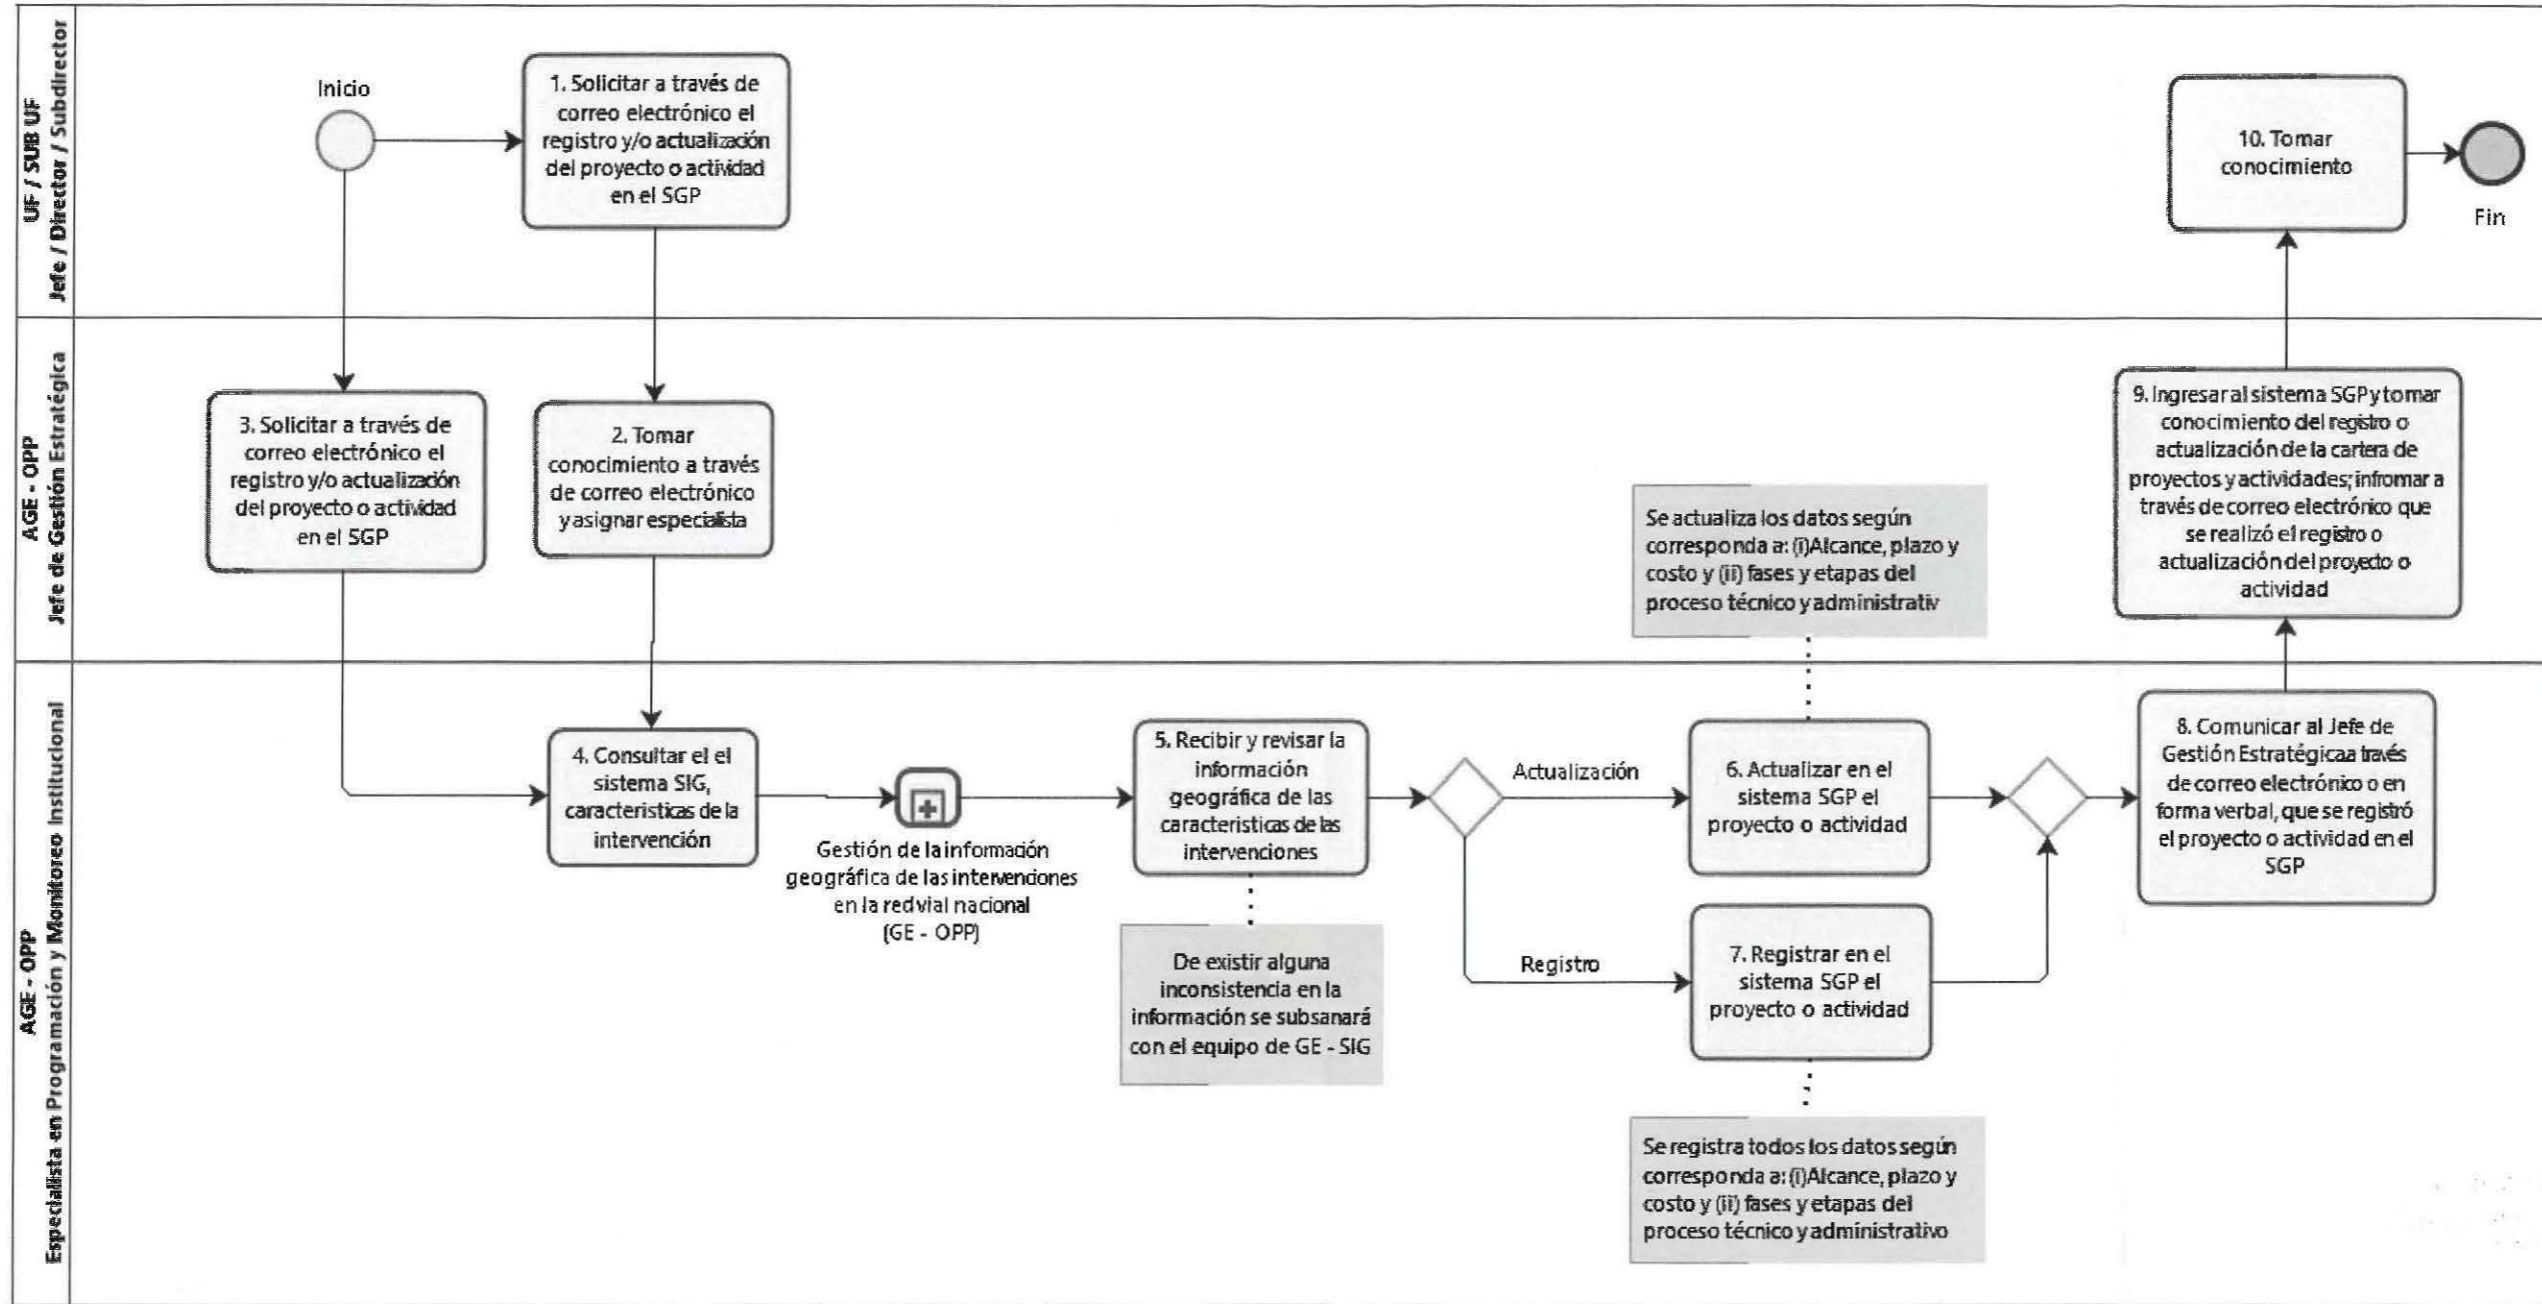 UF / SUB UF
Jefe / Director / Subdirector
Inicio
1. Solicitar a través de
correo electrónico el
registro y/o actualización
del proyecto o actividad
en el SGP
10. Tomar
conocimiento
Fin
AGE - OPP
Jefe de Gestión Estratégica
3. Solicitar a través de
correo electrónico el
registro y/o actualización
del proyecto o actividad
en el SGP
2. Tomar
conocimiento a través
de correo electrónico
y asignar especialista
Se actualiza los datos según
corresponda a: (i)Alcance, plazo y
costo y (ii) fases y etapas del
proceso técnico y administrativ
9. Ingresar al sistema SGP y tomar
conocimiento del registro o
actualización de la cartera de
proyectos y actividades; infromar a
través de correo electrónico que
se realizó el registro o
actualización del proyecto o
actividad
AGE - OPP
Especialista en Programación y Monitoreo Institucional
4. Consultar el el
sistema SIG,
características de la
intervención
Gestión de la información
geográfica de las intervenciones
en la red vial nacional
(GE - OPP)
5. Recibir y revisar la
información
geográfica de las
características de las
intervenciones
De existir alguna
inconsistencia en la
información se subsanará
con el equipo de GE - SIG
Actualización
6. Actualizar en el
sistema SGP el
proyecto o actividad
Registro
7. Registrar en el
sistema SGP el
proyecto o actividad
Se registra todos los datos según
corresponda a: (i)Alcance, plazo y
costo y (ii) fases y etapas del
proceso técnico y administrativo
8. Comunicar al Jefe de
Gestión Estratégicaa través
de correo electrónico o en
forma verbal, que se registró
el proyecto o actividad en el
SGP